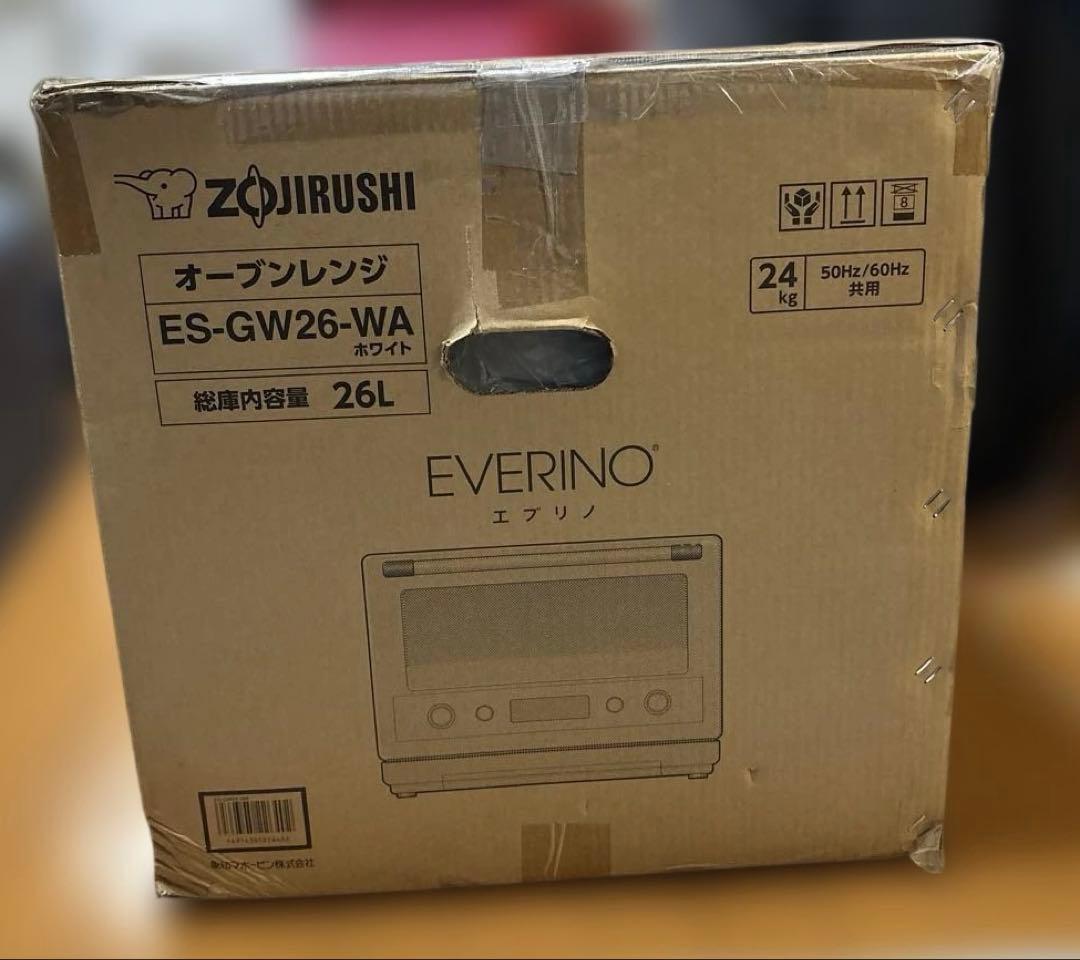 ZOJIRUSHI
オーブンレンジ
ES-GW26-WA
ホワイト
総庫内容量 26L
8
24
kg
50Hz/60Hz
共用
EVERINO®
エブリノ
象印マホービン株式会社